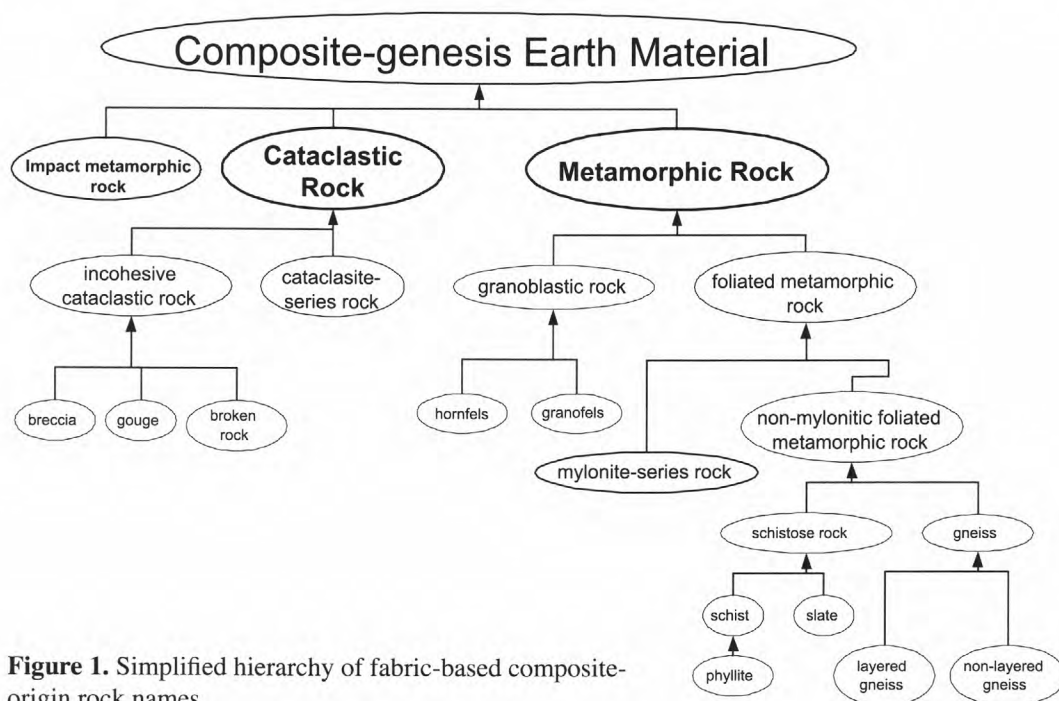 Composite-genesis Earth Material
Impact metamorphic
rock
Cataclastic
Rock
Metamorphic Rock
incohesive
cataclastic rock
cataclasite-
series rock
granoblastic rock
foliated metamorphic
rock
breccia
gouge
broken
rock
hornfels
granofels
non-mylonitic foliated
metamorphic rock
mylonite-series rock
schistose rock
gneiss
schist
slate
phyllite
layered
gneiss
non-layered
gneiss
Figure 1. Simplified hierarchy of fabric-based composite-
origin rock names